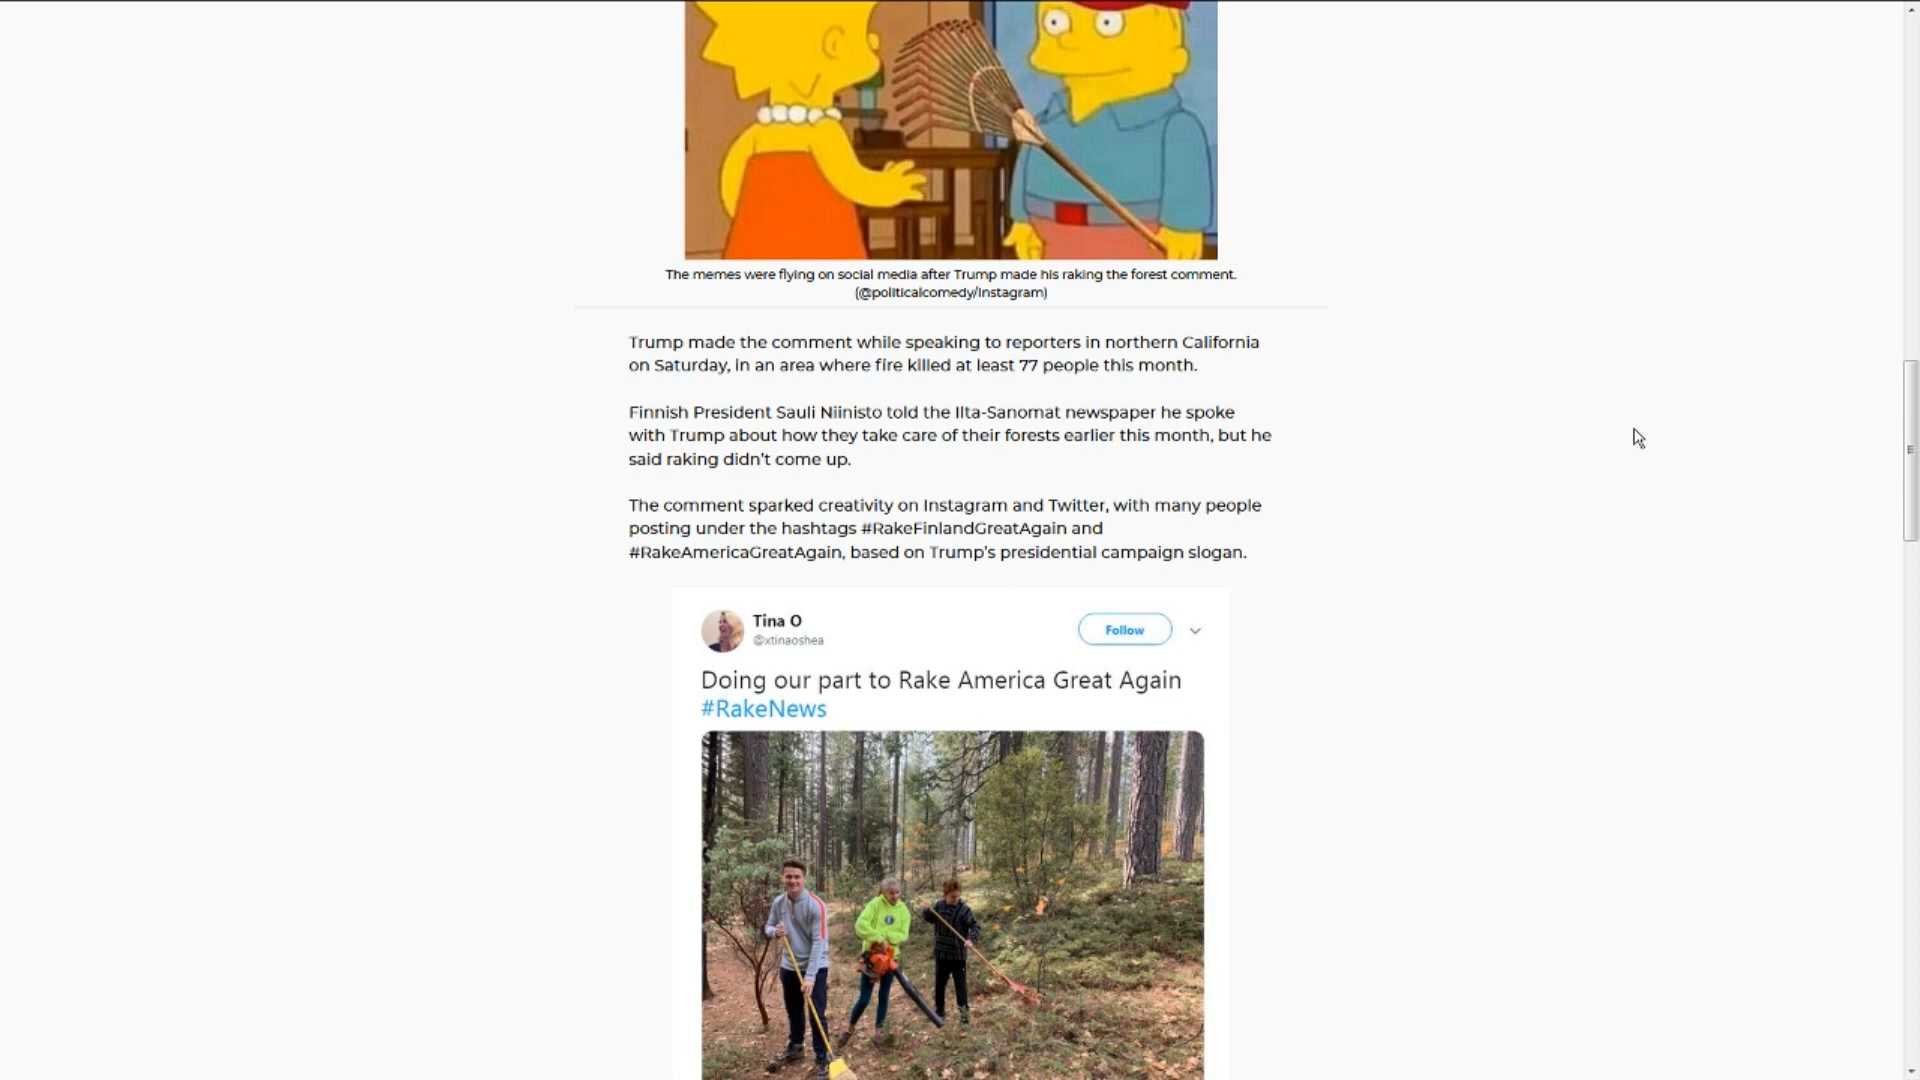 The memes were flying on social media after Trump made his raking the forest comment.
(@politicalcomedy/Instagram)
Trump made the comment while speaking to reporters in northern California
on Saturday, in an area where fire killed at least 77 people this month.
Finnish President Sauli Niinisto told the Ilta-Sanomat newspaper he spoke
with Trump about how they take care of their forests earlier this month, but he
said raking didn't come up.
The comment sparked creativity on Instagram and Twitter, with many people
posting under the hashtags #RakeFinlandGreatAgain and
#RakeAmericaGreatAgain, based on Trump's presidential campaign slogan.
Tina O
@xtinaoshea
Follow
Doing our part to Rake America Great Again
#RakeNews